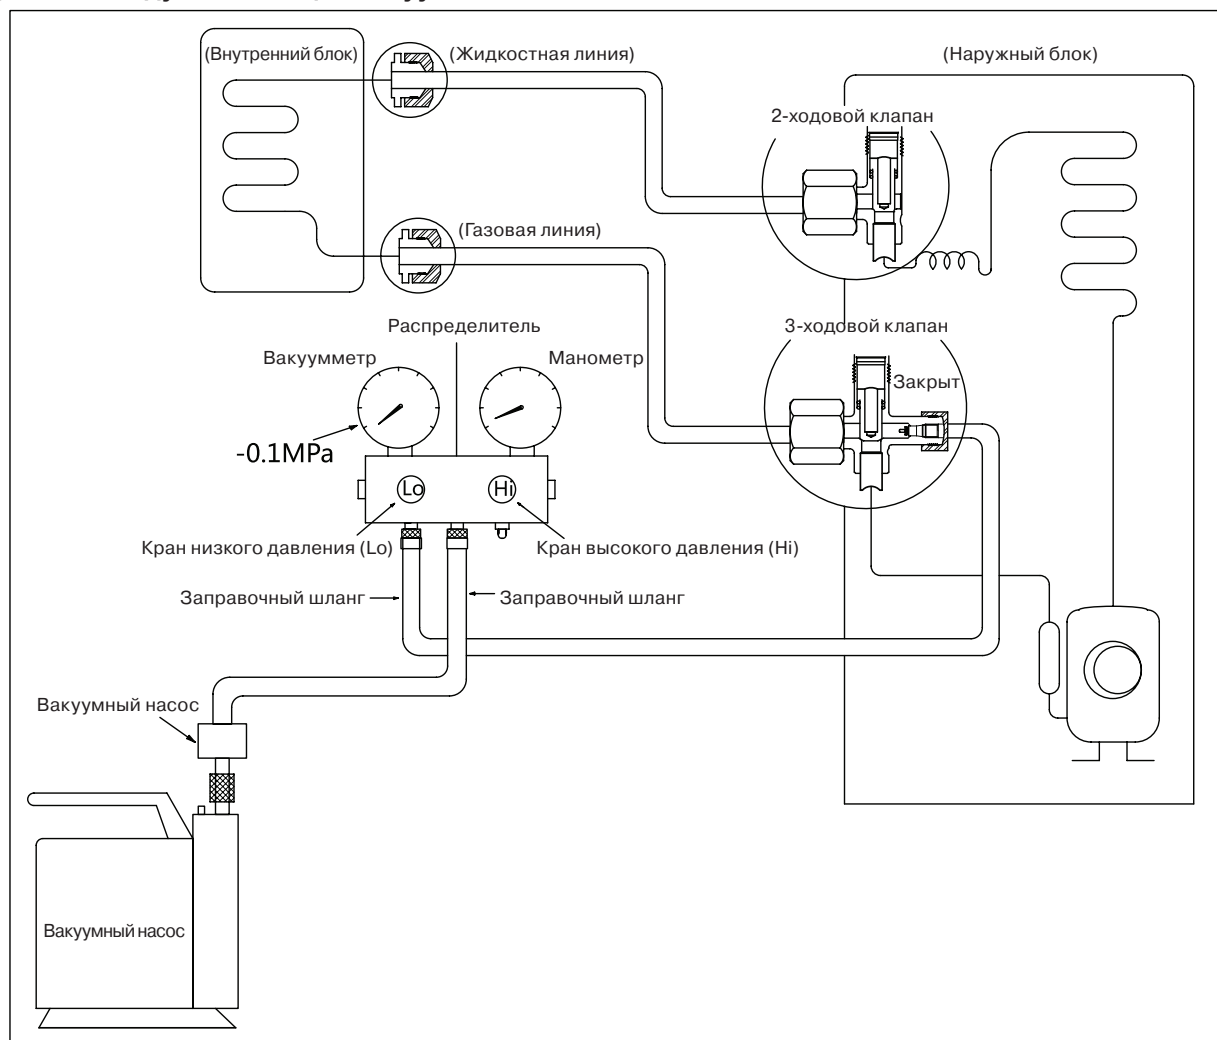 (Внутренний блок)
(Жидкостная линия)
(Наружный блок)
2-ходовой клапан
(Газовая линия)
Распределитель
3-ходовой клапан
Вакуумметр
Манометр
Закрыт
-0.1MPa
Lo
Hi
Кран низкого давления (Lo)
Кран высокого давления (Hi)
Заправочный шланг
Заправочный шланг
Вакуумный насос
Вакуумный насос